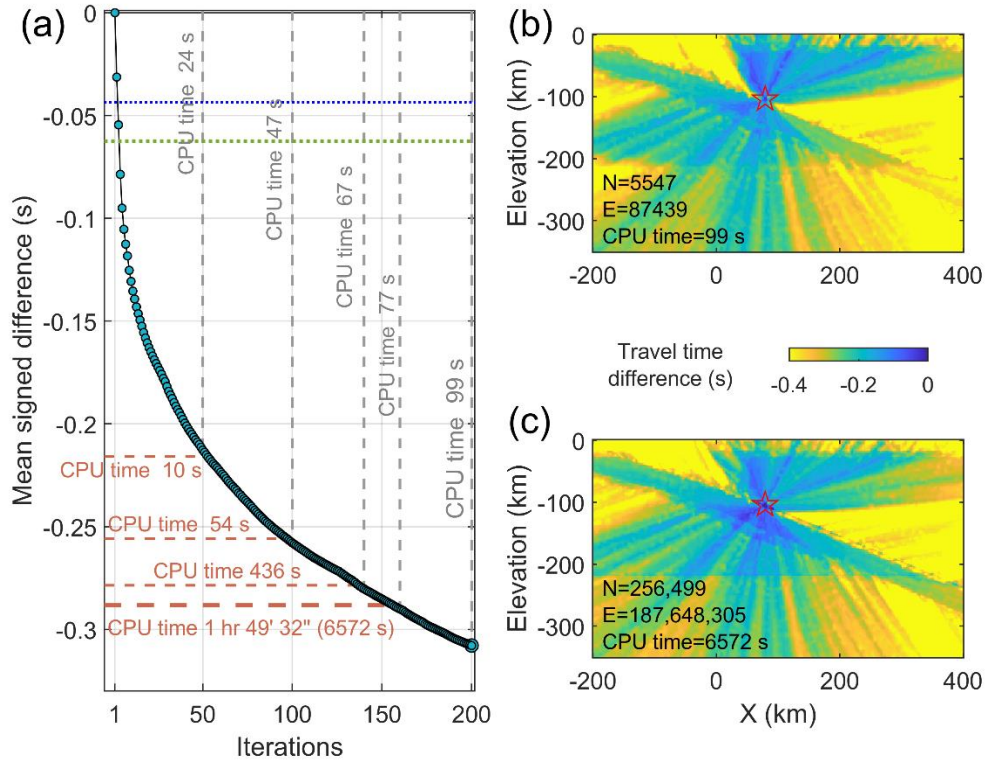 (a)
0
-0.05
-0.1
-0.15
-0.2
-0.25
-0.3
Mean signed difference (s)
CPU time 24 s
CPU time 47 s
CPU time 67 s
CPU time 77 s
CPU time 99 s
CPU time 10 s
CPU time 54 s
CPU time 436 s
CPU time 1 hr 49' 32" (6572 s)
1
50
100
150
200
Iterations
(b)
0
-100
-200
-300
Elevation (km)
N=5547
E=87439
CPU time=99 s
-200
0
200
400
Travel time
difference (s)
-0.4
-0.2
0
(c)
0
-100
-200
-300
Elevation (km)
N=256,499
E=187,648,305
CPU time=6572 s
-200
0
200
400
X (km)